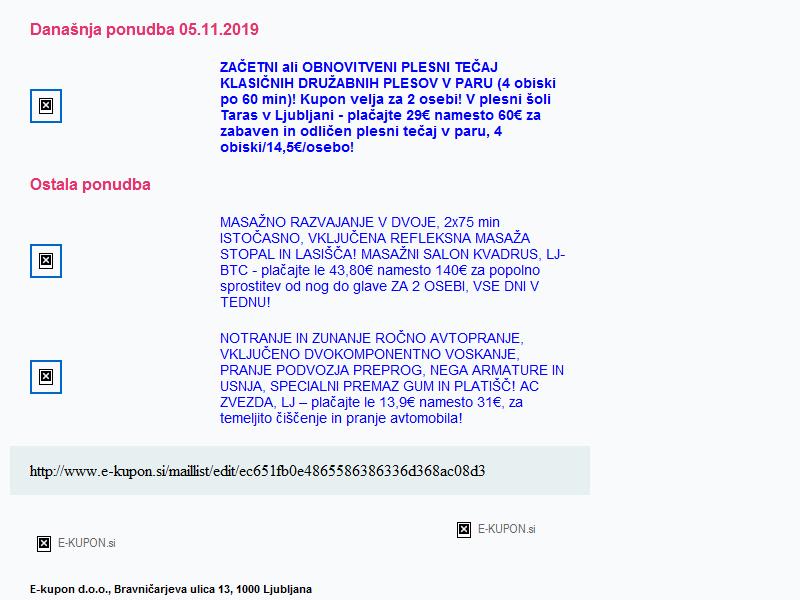 Današnja ponudba 05.11.2019
ZAČETNI ali OBNOVITVENI PLESNI TEČAJ
KLASIČNIH DRUŽABNIH PLESOV V PARU (4 obiski
po 60 min)! Kupon velja za 2 osebi! V plesni šoli
Taras v Ljubljani - plačajte 29€ namesto 60€ za
zabaven in odličen plesni tečaj v paru, 4
obiski/14,5€/osebo!
Ostala ponudba
MASAŽNO RAZVAJANJE V DVOJE, 2x75 min
ISTOČASNO, VKLJUČENA REFLEKSNA MASAŽA
STOPAL IN LASIŠČA! MASAŽNI SALON KVADRUS, LJ-
BTC - plačajte le 43,80€ namesto 140€ za popolno
sprostitev od nog do glave ZA 2 OSEBI, VSE DNI V
TEDNU!
NOTRANJE IN ZUNANJE ROČNO AVTOPRANJE,
VKLJUČENO DVOKOMPONENTNO VOSKANJE,
PRANJE PODVOZJA PREPROG, NEGA ARMATURE IN
USNJA, SPECIALNI PREMAZ GUM IN PLATIŠČ! AC
ZVEZDA, LJ – plačajte le 13,9€ namesto 31€, za
temeljito čiščenje in pranje avtomobila!
http://www.e-kupon.si/maillist/edit/ec651fb0e4865586386336d368ac08d3
E-KUPON.si
E-KUPON.si
E-kupon d.o.o., Bravničarjeva ulica 13, 1000 Ljubljana